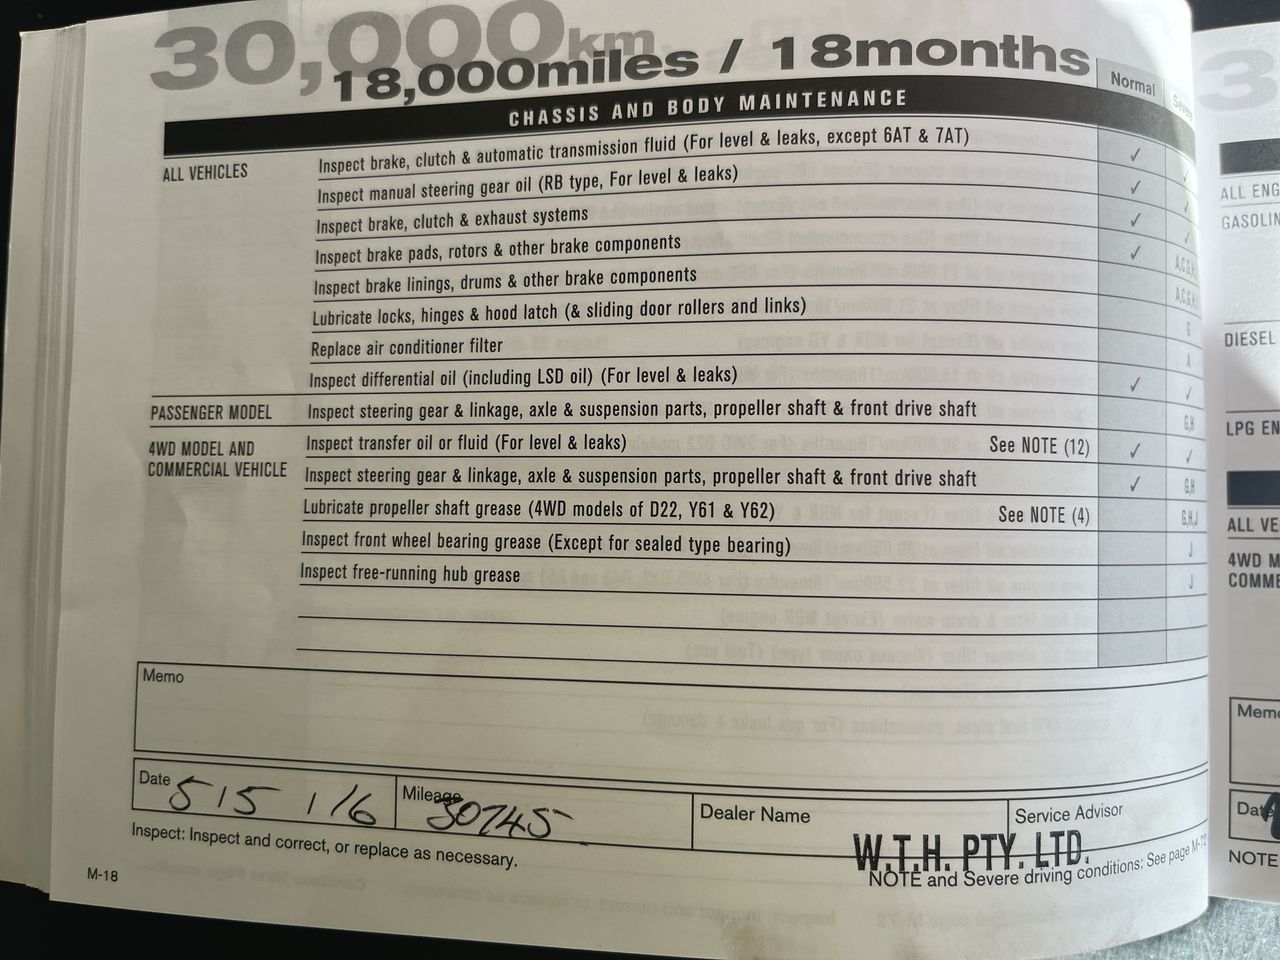 30,000km
18,000miles / 18months
Normal
Severe
CHASSIS AND BODY MAINTENANCE
ALL VEHICLES
Inspect brake, clutch & automatic transmission fluid (For level & leaks, except 6AT & 7AT) ✓ ✓
Inspect manual steering gear oil (RB type, For level & leaks) ✓ ✓
Inspect brake, clutch & exhaust systems ✓ ✓
Inspect brake pads, rotors & other brake components ✓ A,C,G,H
Inspect brake linings, drums & other brake components A,C,G,H
Lubricate locks, hinges & hood latch (& sliding door rollers and links) G
Replace air conditioner filter A
Inspect differential oil (including LSD oil) (For level & leaks) ✓ ✓
PASSENGER MODEL
Inspect steering gear & linkage, axle & suspension parts, propeller shaft & front drive shaft G,H
4WD MODEL AND
COMMERCIAL VEHICLE
Inspect transfer oil or fluid (For level & leaks) See NOTE (12) ✓ ✓
Inspect steering gear & linkage, axle & suspension parts, propeller shaft & front drive shaft ✓ G,H
Lubricate propeller shaft grease (4WD models of D22, Y61 & Y62) See NOTE (4) G,H,J
Inspect front wheel bearing grease (Except for sealed type bearing) J
Inspect free-running hub grease J
Memo
Date 5 15 1 16
Mileage 30745
Dealer Name
Service Advisor
W.T.H. PTY. LTD.
Inspect: Inspect and correct, or replace as necessary.
NOTE and Severe driving conditions: See page M-72
M-18
3
ALL ENG
GASOLIN
DIESEL
LPG EN
ALL VE
4WD M
COMME
Memo
Date
NOTE